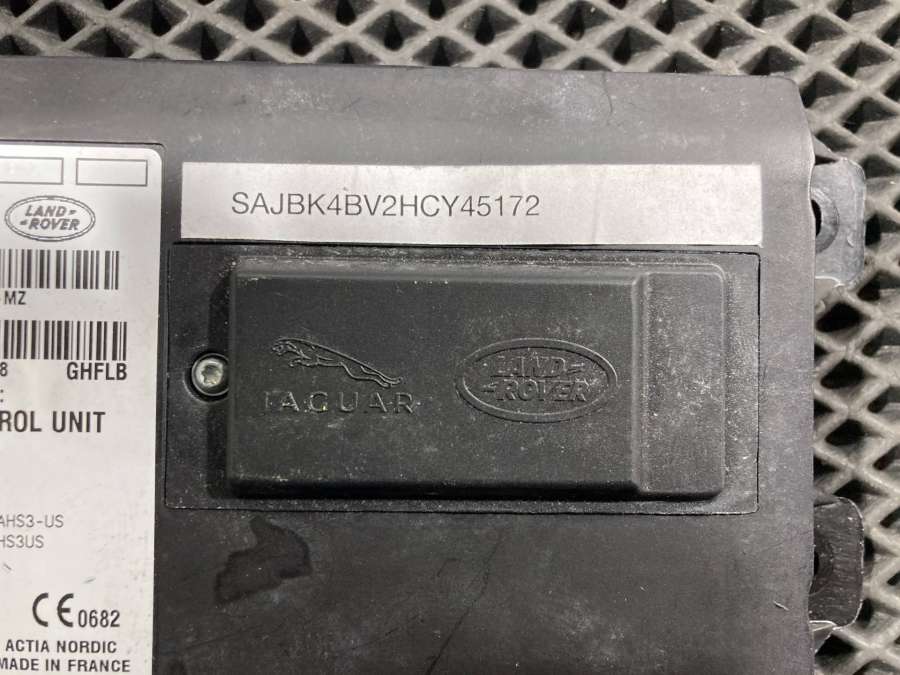 SAJBK4BV2HCY45172
LAND-
-ROVER
MZ
8 GHFLB
:
ROL UNIT
JAGUAR
LAND-
-ROVER
AHS3-US
HS3US
CE 0682
ACTIA NORDIC
MADE IN FRANCE